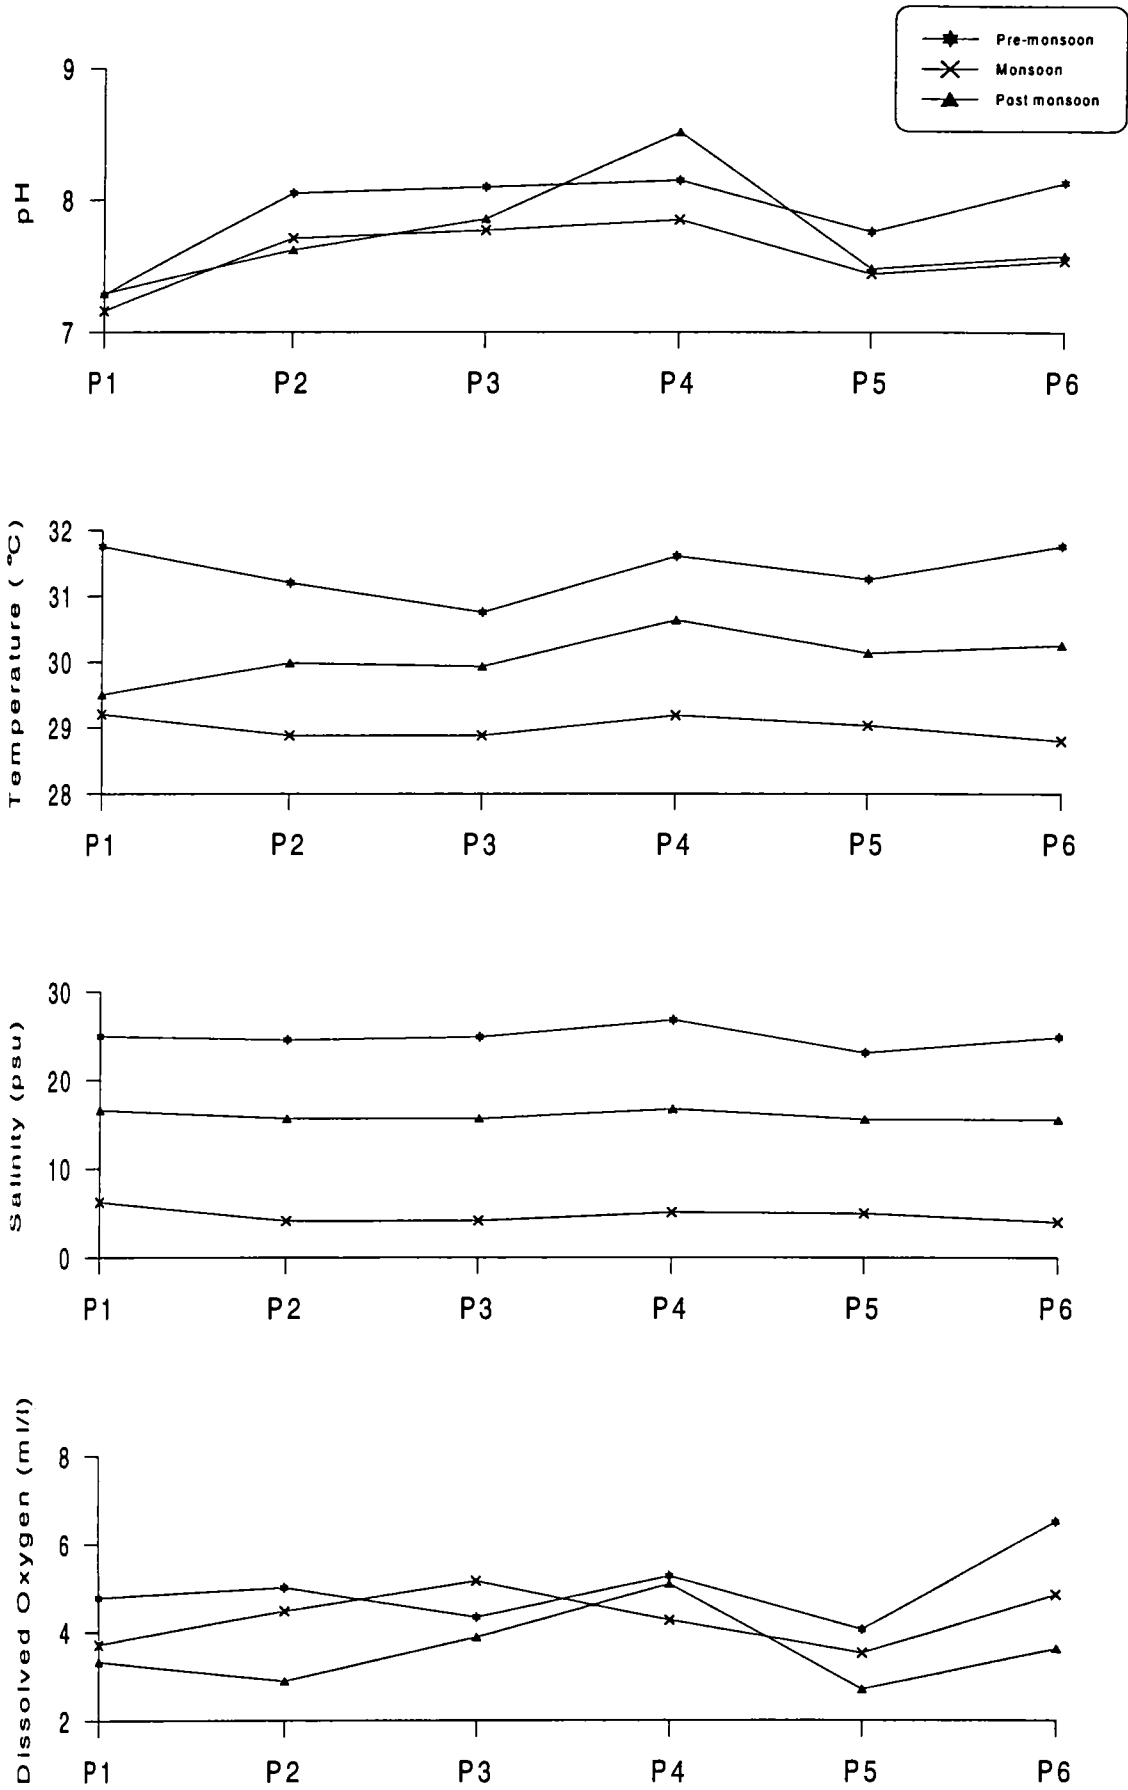 Pre-monsoon
Monsoon
Post monsoon
pH
9
8
7
P1 P2 P3 P4 P5 P6
Temperature ( °C)
32
31
30
29
28
P1 P2 P3 P4 P5 P6
Salinity (psu)
30
20
10
0
P1 P2 P3 P4 P5 P6
Dissolved Oxygen (ml/l)
8
6
4
2
P1 P2 P3 P4 P5 P6